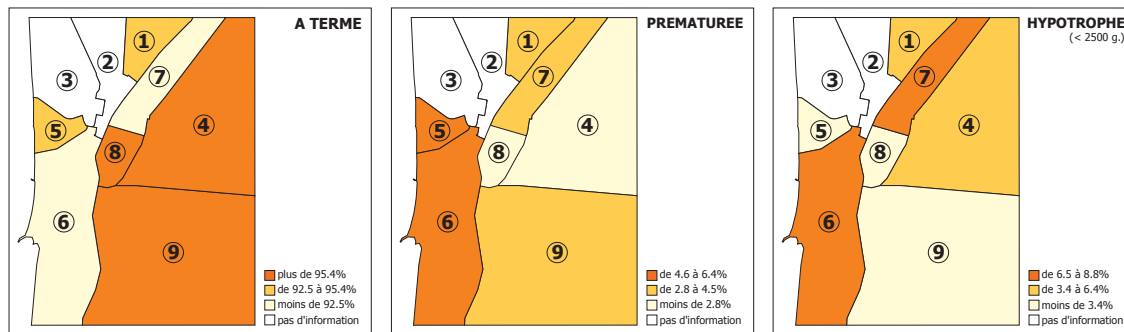 A TERME
①
②
③
⑦
④
⑤
⑧
⑥
⑨
plus de 95.4%
de 92.5 à 95.4%
moins de 92.5%
pas d'information
PREMATUREE
①
②
③
⑦
④
⑤
⑧
⑥
⑨
de 4.6 à 6.4%
de 2.8 à 4.5%
moins de 2.8%
pas d'information
HYPOTROPHE
(< 2500 g.)
①
②
③
⑦
④
⑤
⑧
⑥
⑨
de 6.5 à 8.8%
de 3.4 à 6.4%
moins de 3.4%
pas d'information